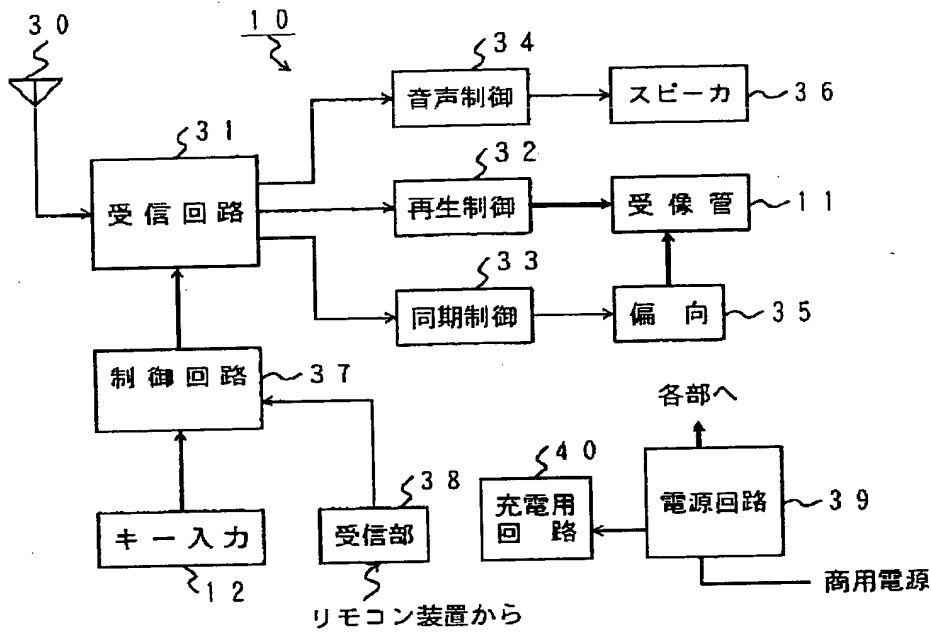 30
10
34
音声制御
スピーカ
36
31
受信回路
32
再生制御
受像管
11
33
同期制御
偏向
35
制御回路
37
各部へ
40
充電用
回路
電源回路
39
38
キー入力
受信部
12
商用電源
リモコン装置から